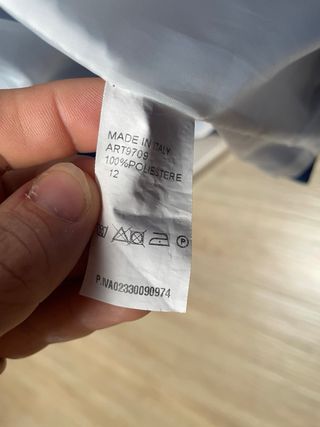 MADE IN ITALY
ART9709
100%POLIESTERE
12
P
P.IVA02330090974